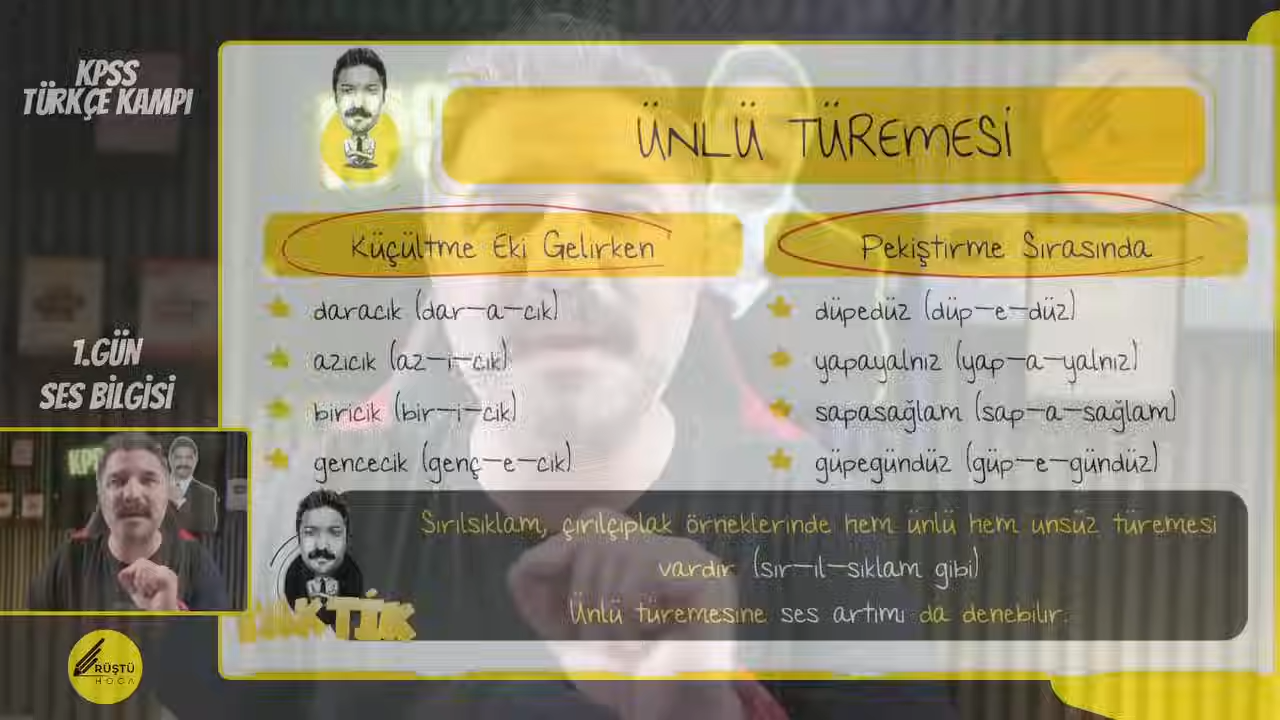 KPSS
TÜRKÇE KAMPI
1.GÜN
SES BİLGİSİ
RÜŞTÜ
HOCA
ÜNLÜ TÜREMESİ
Küçültme Eki Gelirken
daracık (dar-a-cık)
azıcık (az-ı-cık)
biricik (bir-i-cik)
gencecik (genç-e-cik)
Pekiştirme Sırasında
düpedüz (düp-e-düz)
yapayalnız (yap-a-yalnız)
sapasağlam (sap-a-sağlam)
güpegündüz (güp-e-gündüz)
Sırılsıklam, çırılçıplak örneklerinde hem ünlü hem ünsüz türemesi
vardır (sır-ıl-sıklam gibi)
Ünlü türemesine ses artımı da denebilir.